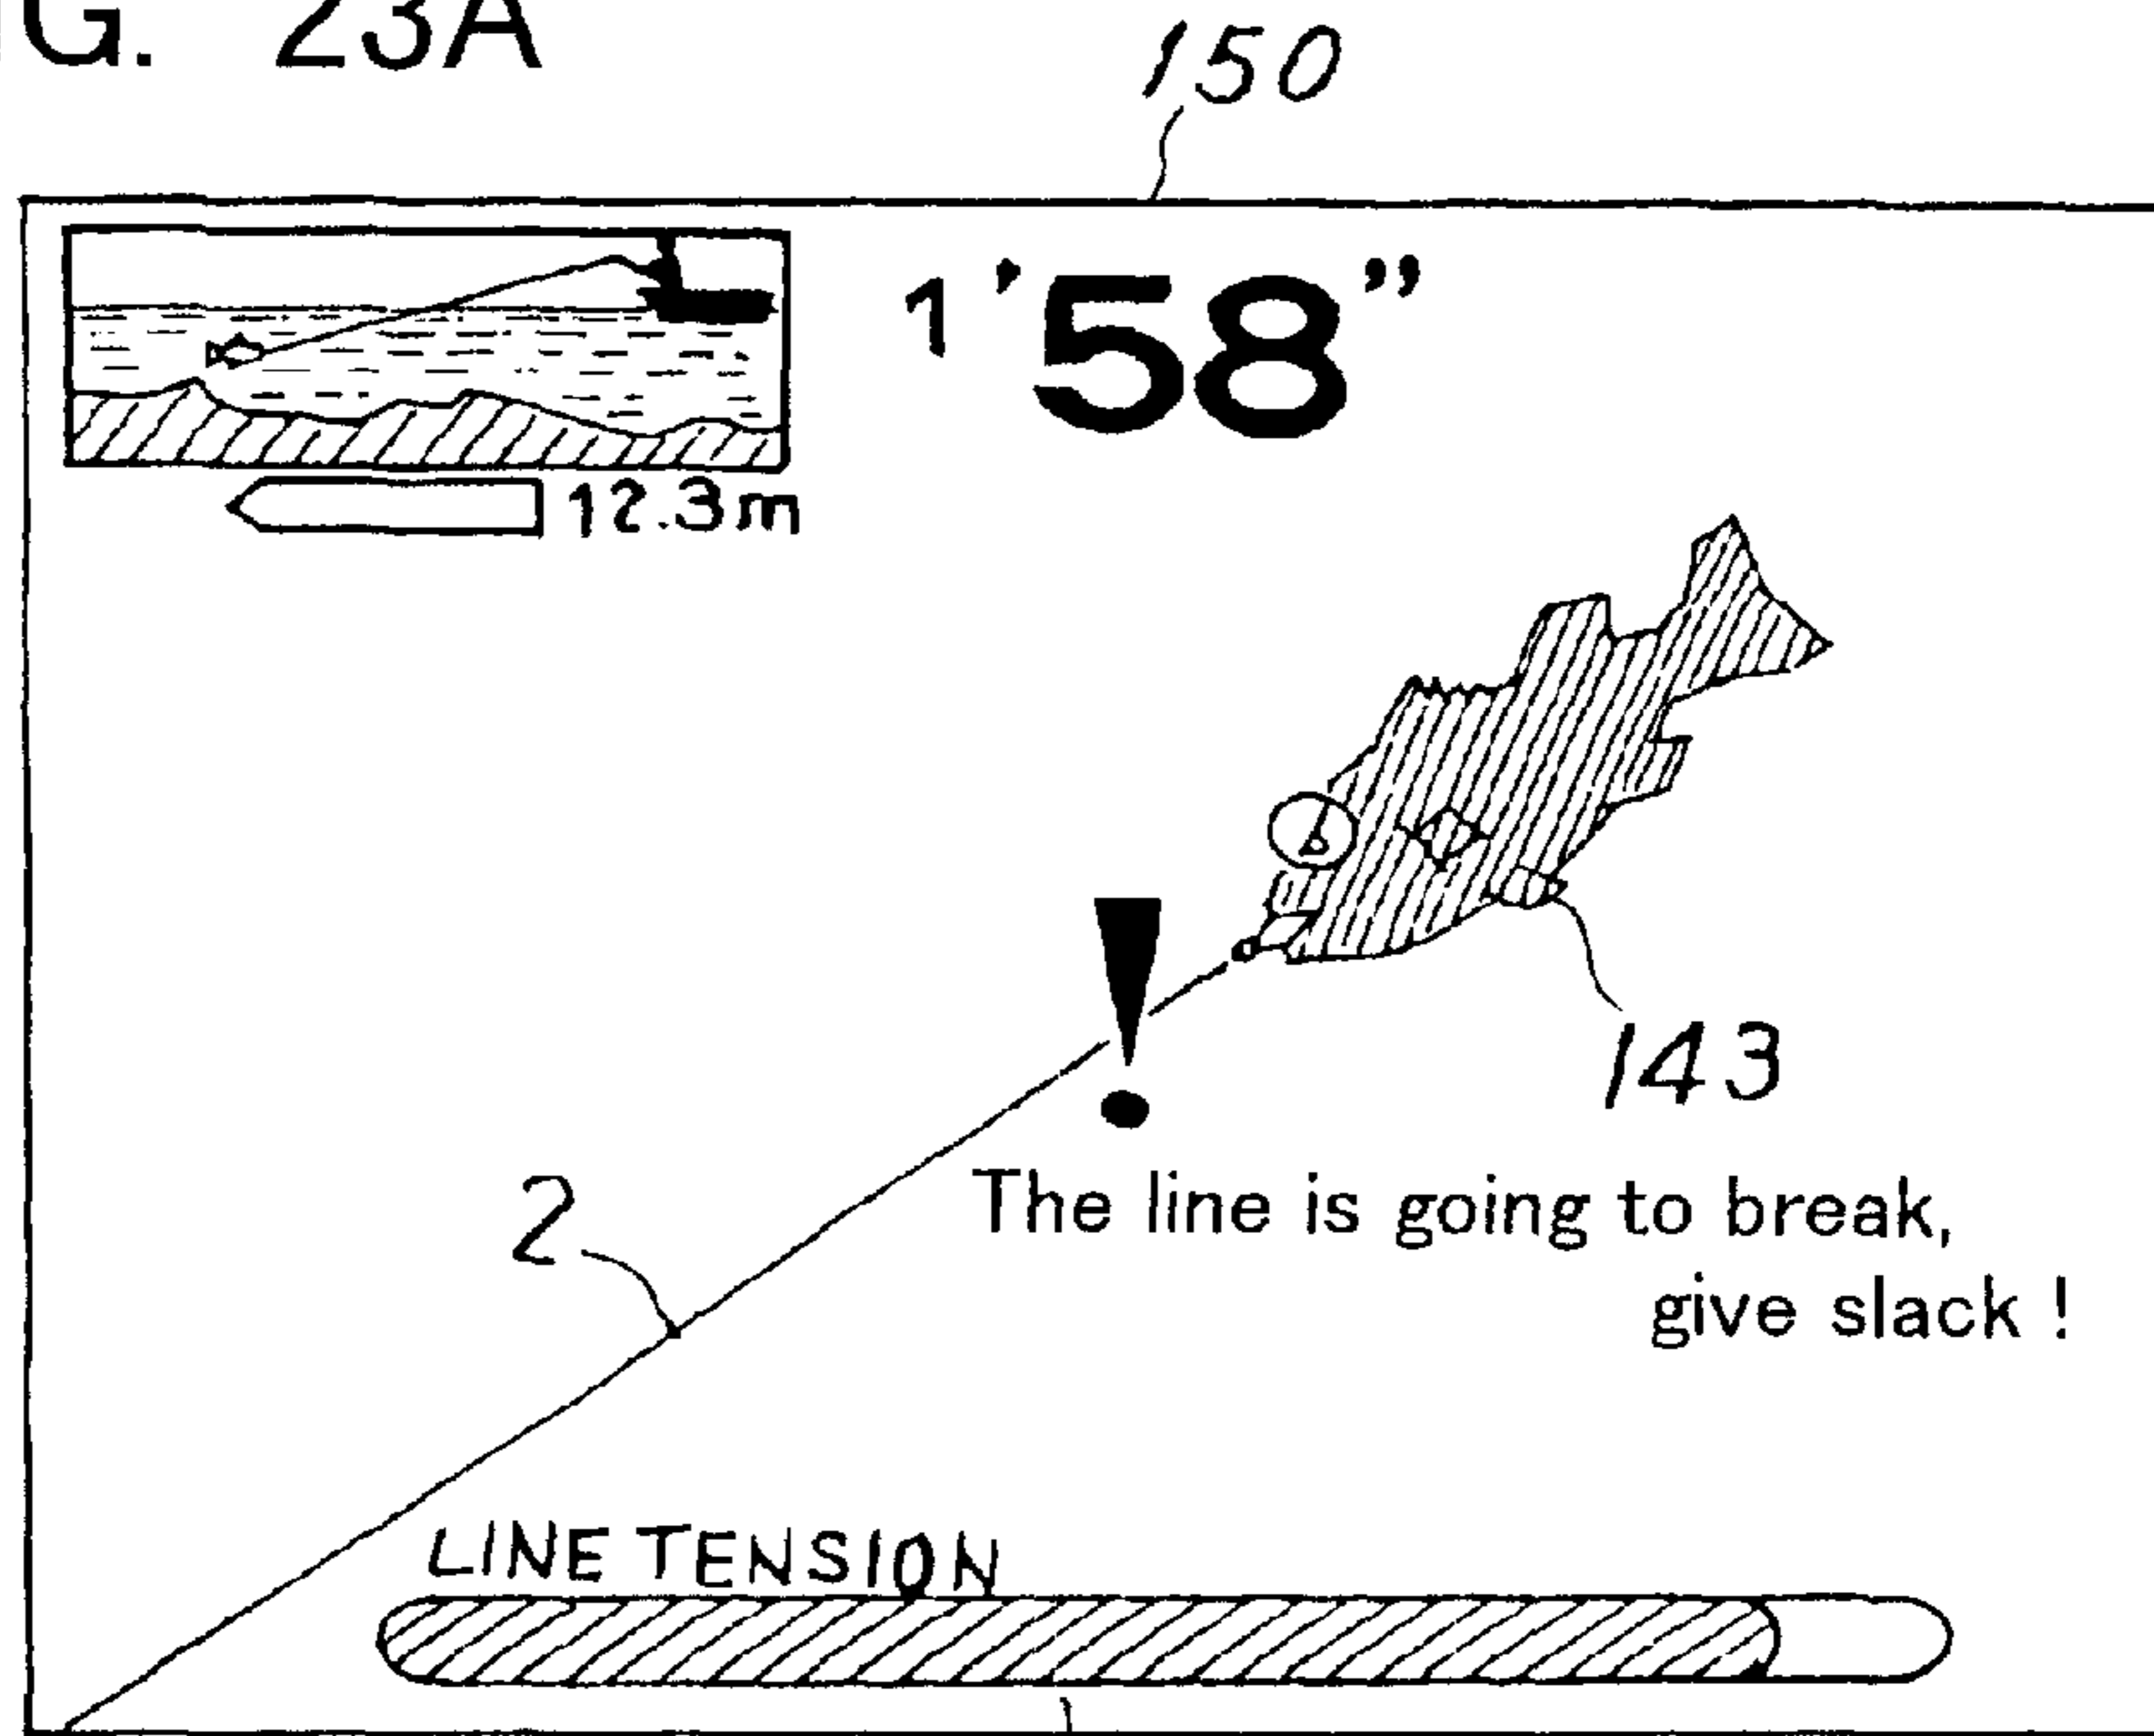 G. 23A
150
1'58”
12.3m
143
2
The line is going to break,
give slack !
LINE TENSION